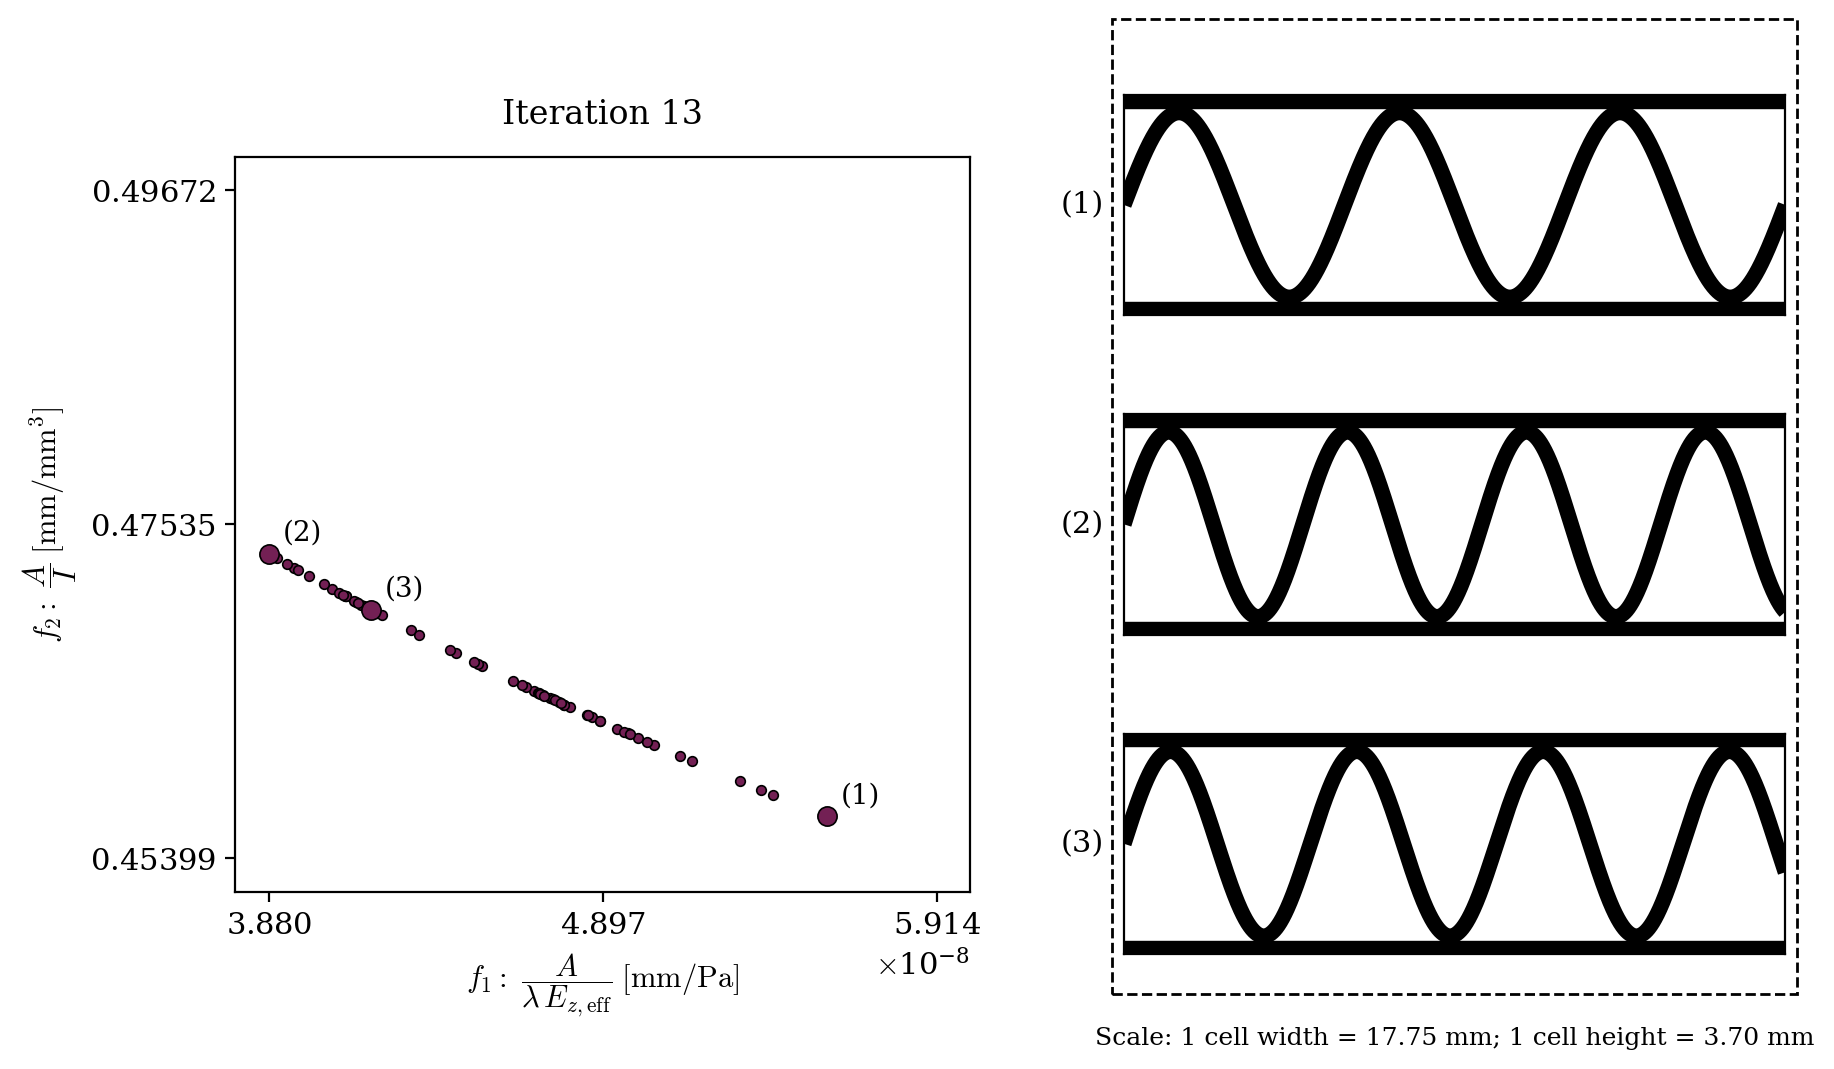 Iteration 13
0.49672
0.47535
0.45399
f₂: A/I [mm/mm³]
(2)
(3)
(1)
3.880 4.897 5.914
×10⁻⁸
f₁: A/(λ E_{z,eff}) [mm/Pa]
(1)
(2)
(3)
Scale: 1 cell width = 17.75 mm; 1 cell height = 3.70 mm